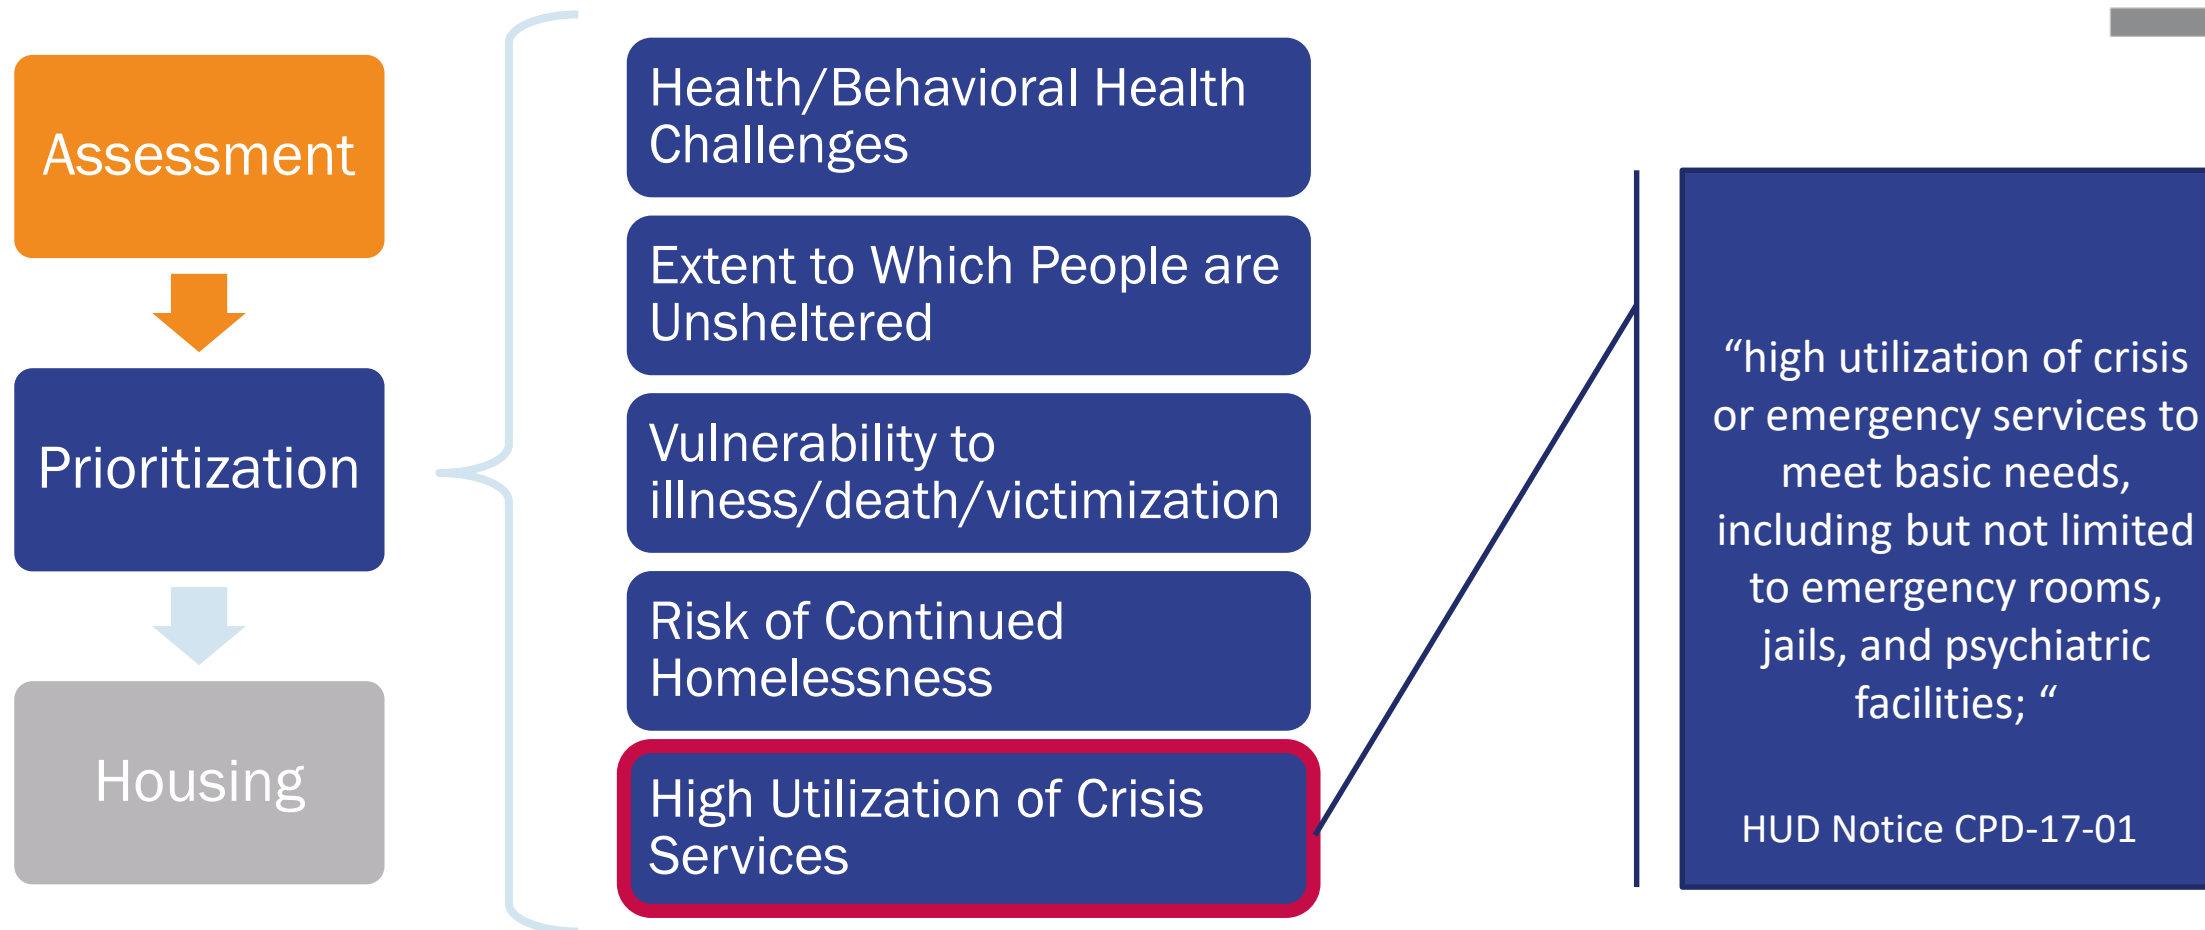 Assessment
Prioritization
Housing
Health/Behavioral Health
Challenges
Extent to Which People are
Unsheltered
Vulnerability to
illness/death/victimization
Risk of Continued
Homelessness
High Utilization of Crisis
Services
“high utilization of crisis
or emergency services to
meet basic needs,
including but not limited
to emergency rooms,
jails, and psychiatric
facilities; “
HUD Notice CPD-17-01